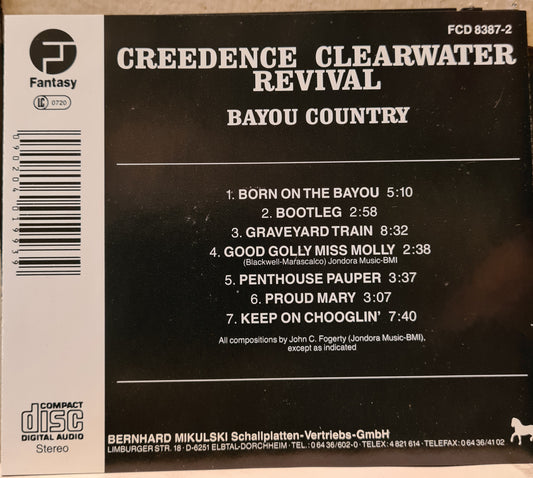 FCD 8387-2
Fantasy
LC 0720
CREEDENCE CLEARWATER
REVIVAL
BAYOU COUNTRY
1. BORN ON THE BAYOU 5:10
2. BOOTLEG 2:58
3. GRAVEYARD TRAIN 8:32
4. GOOD GOLLY MISS MOLLY 2:38
(Blackwell-Marascalco) Jondora Music-BMI
5. PENTHOUSE PAUPER 3:37
6. PROUD MARY 3:07
7. KEEP ON CHOOGLIN' 7:40
All compositions by John C. Fogerty (Jondora Music-BMI),
except as indicated
090204019939
COMPACT
disc
DIGITAL AUDIO
Stereo
BERNHARD MIKULSKI Schallplatten-Vertriebs-GmbH
LIMBURGER STR. 18 · D-6251 ELBTAL-DORCHHEIM · TEL.: 0 64 36/602-0 · TELEX: 4 821 614 · TELEFAX: 0 64 36/41 02